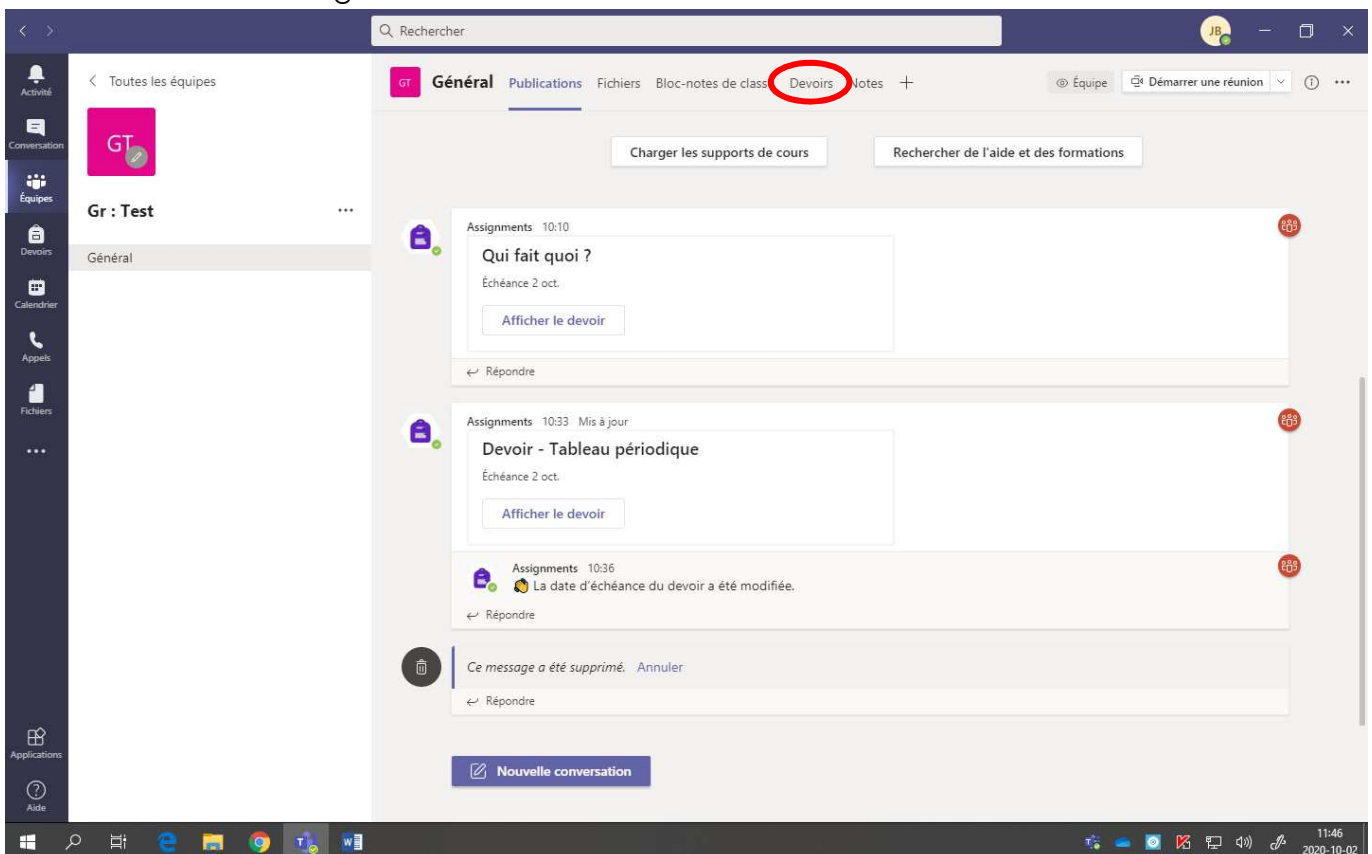 Rechercher
JB
Activité
Conversation
Équipes
Devoirs
Calendrier
Appels
Fichiers
Applications
Aide
Toutes les équipes
GT
Gr : Test
Général
GT
Général Publications Fichiers Bloc-notes de class Devoirs Notes
Équipe
Démarrer une réunion
Charger les supports de cours
Rechercher de l'aide et des formations
Assignments 10:10
Qui fait quoi ?
Échéance 2 oct.
Afficher le devoir
Répondre
Assignments 10:33 Mis à jour
Devoir - Tableau périodique
Échéance 2 oct.
Afficher le devoir
Assignments 10:36
La date d'échéance du devoir a été modifiée.
Répondre
Ce message a été supprimé. Annuler
Répondre
Nouvelle conversation
11:46
2020-10-02